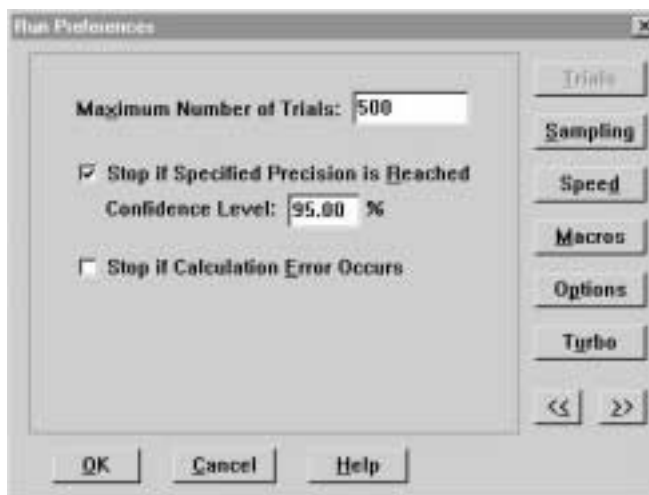 Run Preferences
Maximum Number of Trials: 500
Stop if Specified Precision is Reached
Confidence Level: 95.00 %
Stop if Calculation Error Occurs
Trials
Sampling
Speed
Macros
Options
Turbo
<< >>
OK Cancel Help